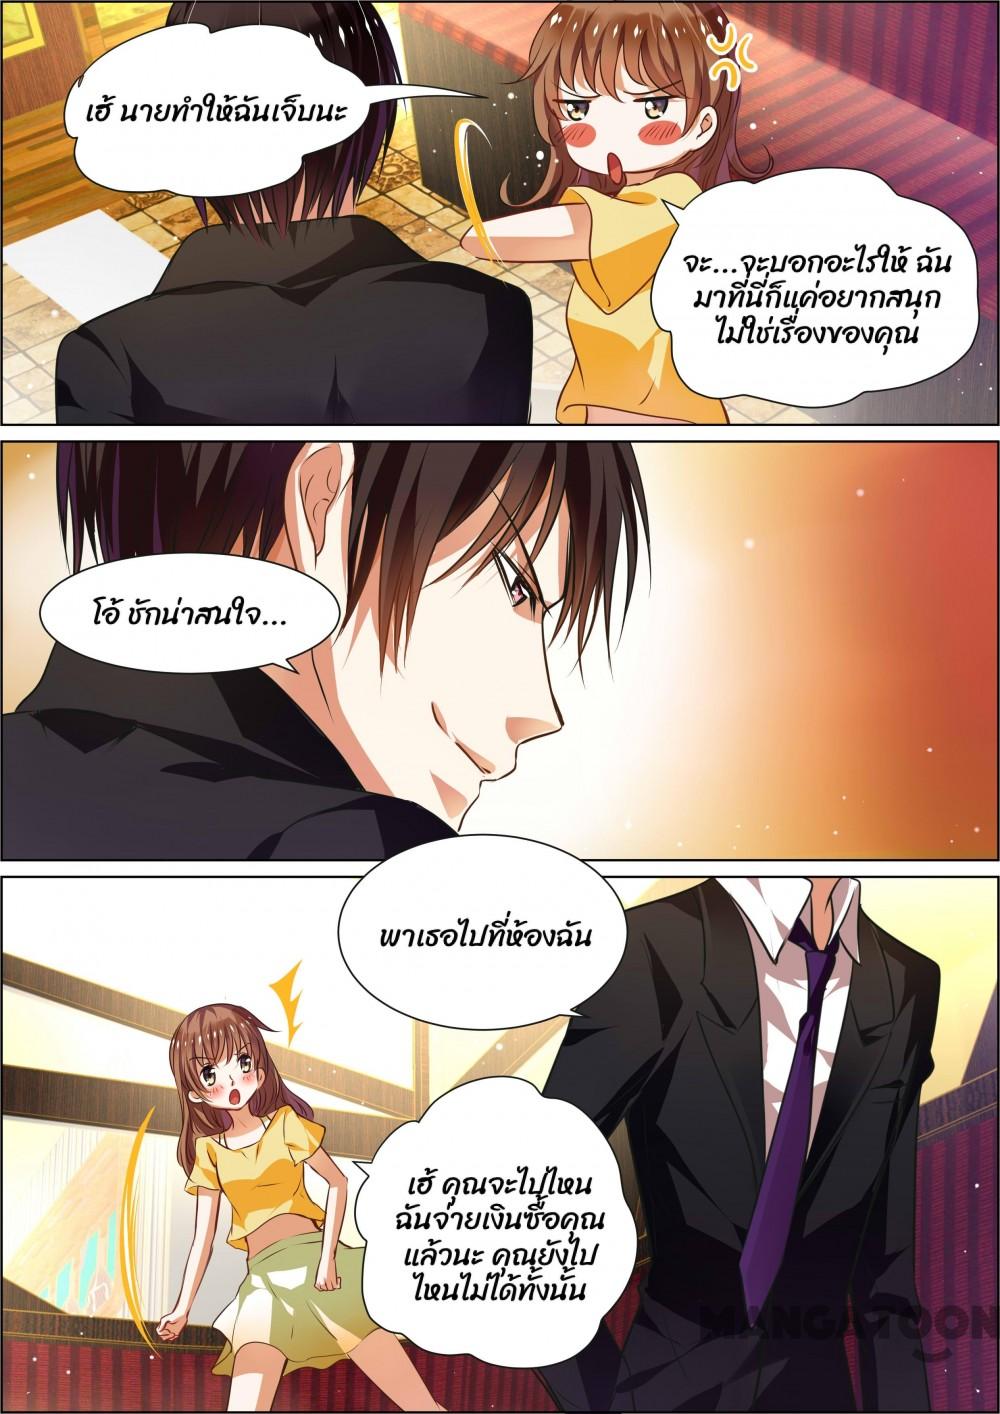 เฮ้ นายทำให้ฉันเจ็บนะ
จะ...จะบอกอะไรให้ ฉัน
มาที่นี่ก็แค่อยากสนุก
ไม่ใช่เรื่องของคุณ
โอ้ ชักน่าสนใจ...
พาเธอไปที่ห้องฉัน
เฮ้ คุณจะไปไหน
ฉันจ่ายเงินซื้อคุณ
แล้วนะ คุณยังไป
ไหนไม่ได้ทั้งนั้น
MANGATOON